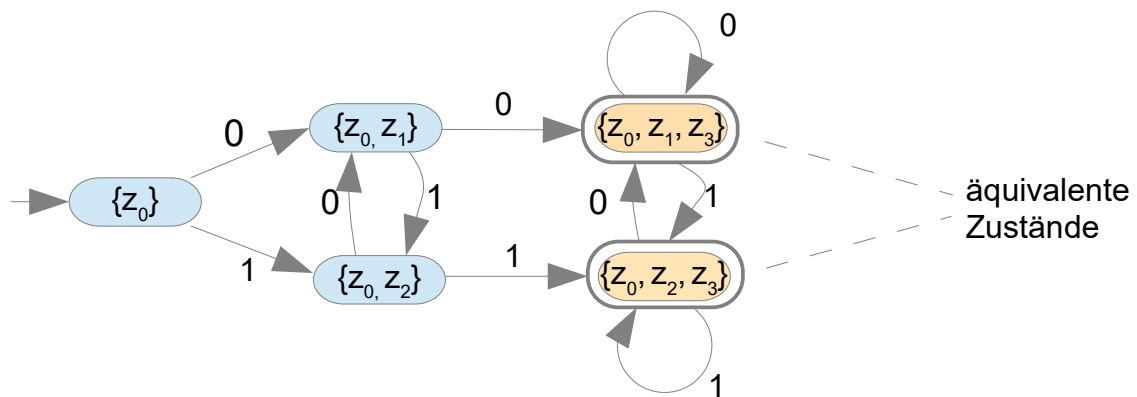 0
0
{z₀, z₁}
{z₀, z₁, z₃}
0
{z₀}
0
1
0
1
äquivalente
Zustände
1
{z₀, z₂}
1
{z₀, z₂, z₃}
1